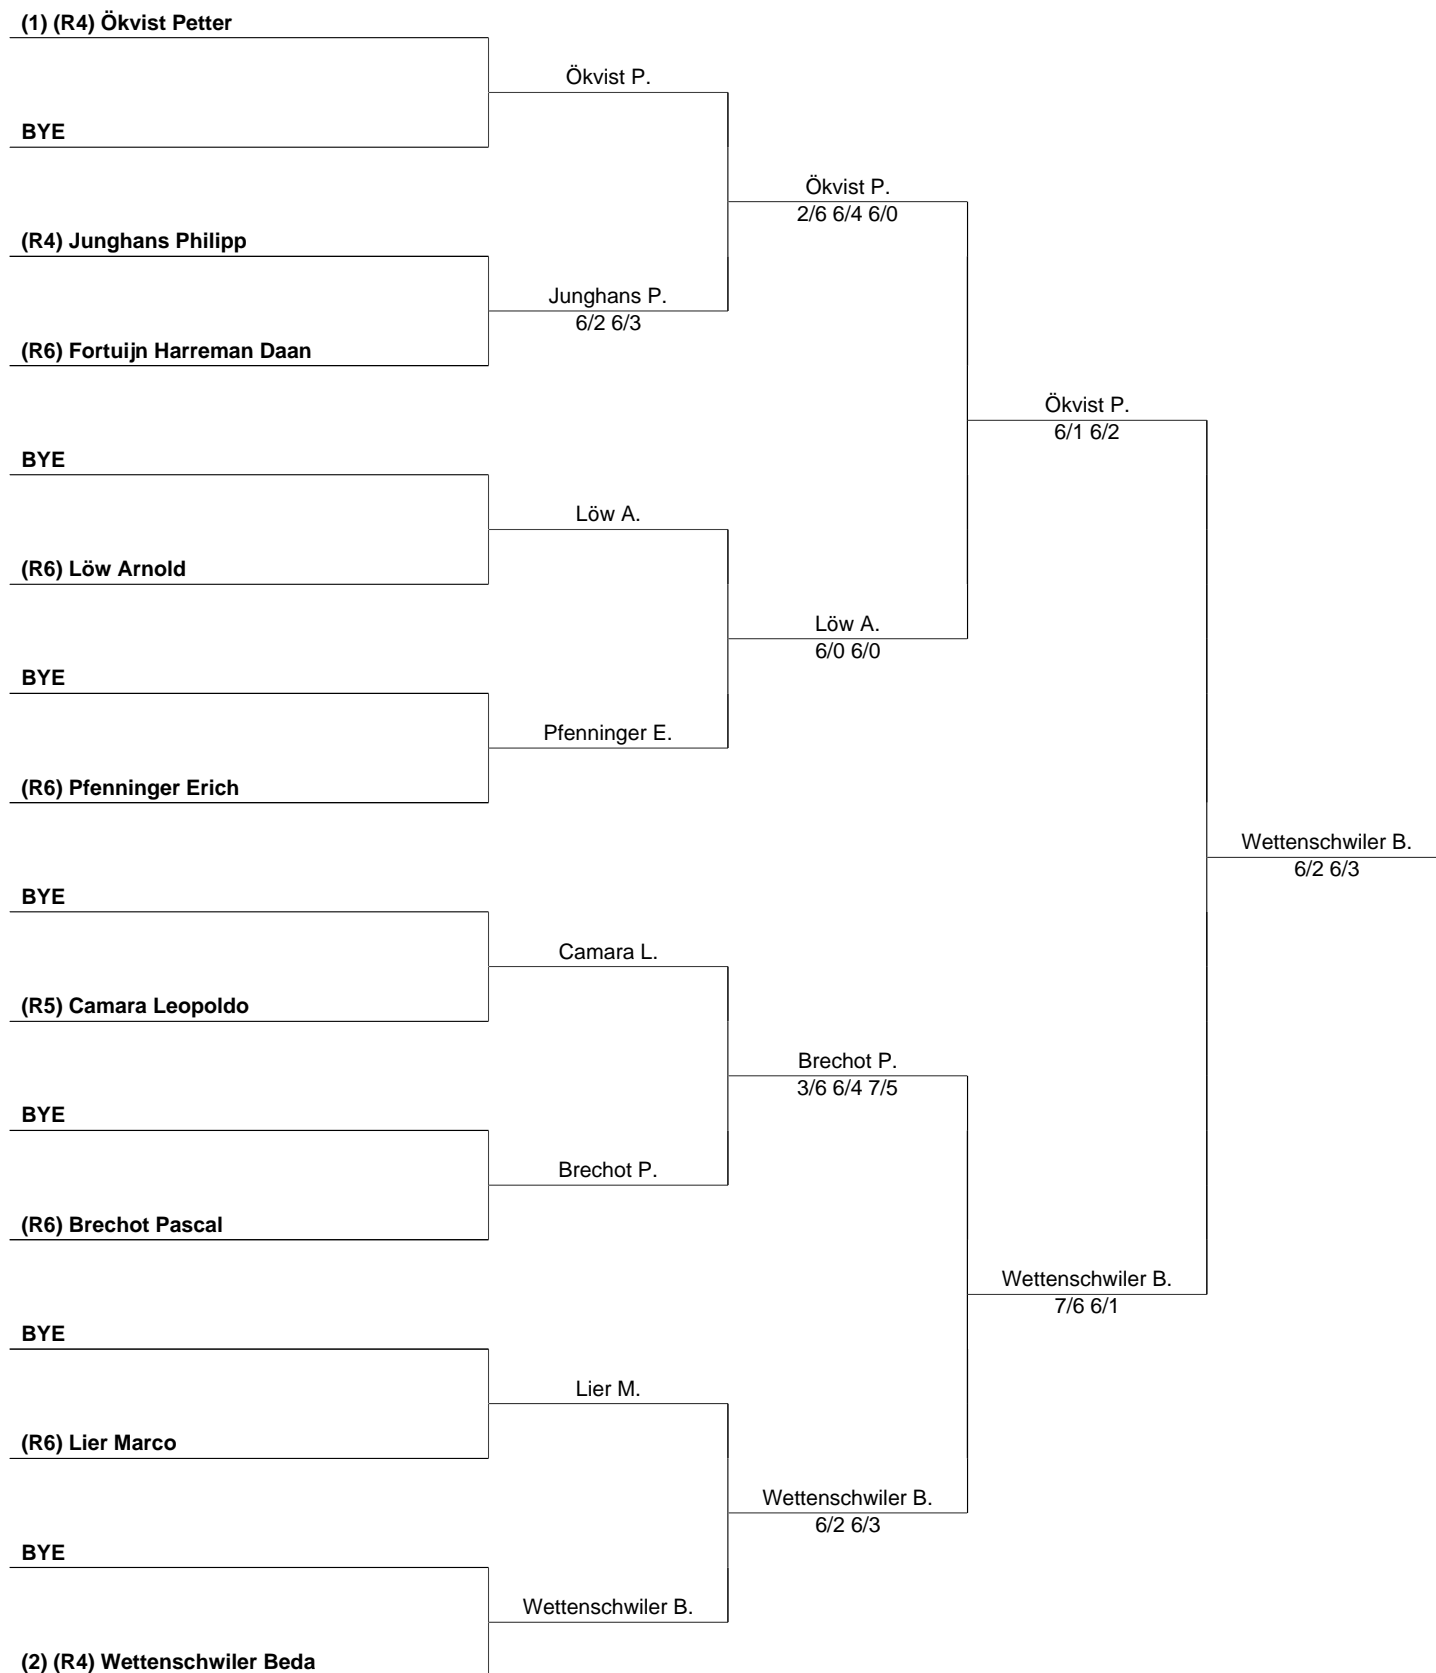 (1) (R4) Ökvist Petter
Ökvist P.
BYE
Ökvist P.
2/6 6/4 6/0
(R4) Junghans Philipp
Junghans P.
6/2 6/3
(R6) Fortuijn Harreman Daan
Ökvist P.
6/1 6/2
BYE
Löw A.
(R6) Löw Arnold
Löw A.
6/0 6/0
BYE
Pfenninger E.
(R6) Pfenninger Erich
Wettenschwiler B.
6/2 6/3
BYE
Camara L.
(R5) Camara Leopoldo
Brechot P.
3/6 6/4 7/5
BYE
Brechot P.
(R6) Brechot Pascal
Wettenschwiler B.
7/6 6/1
BYE
Lier M.
(R6) Lier Marco
Wettenschwiler B.
6/2 6/3
BYE
Wettenschwiler B.
(2) (R4) Wettenschwiler Beda